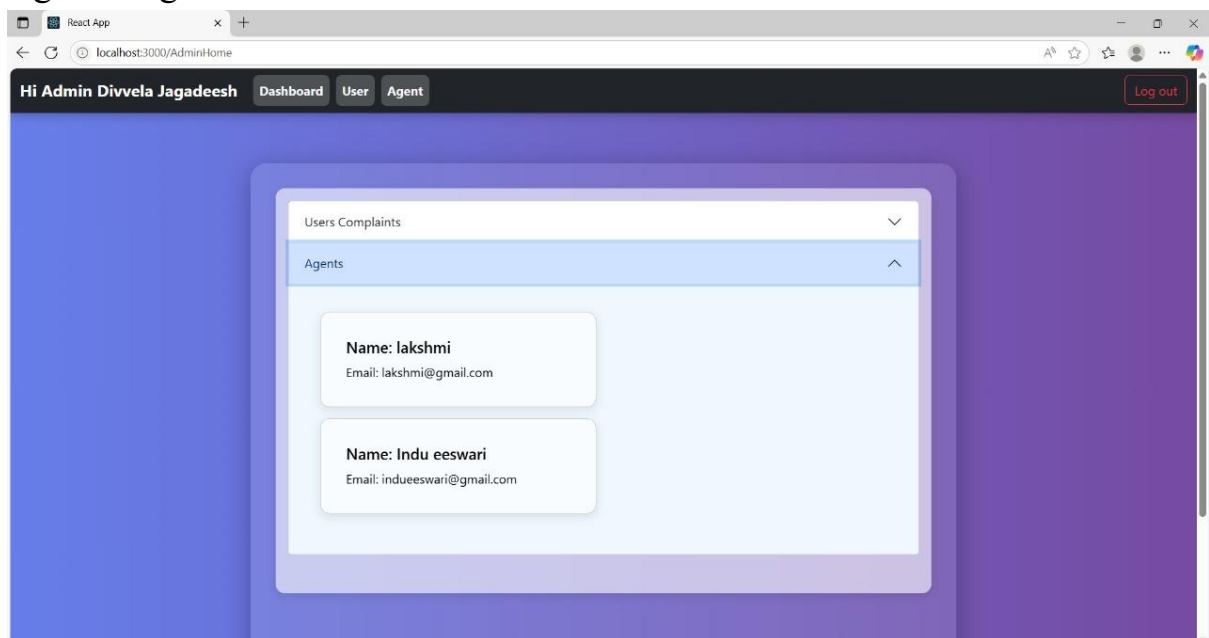 React App
localhost:3000/AdminHome
Hi Admin Divvela Jagadeesh Dashboard User Agent Log out
Users Complaints
Agents
Name: lakshmi
Email: lakshmi@gmail.com
Name: Indu eeswari
Email: indueeswari@gmail.com